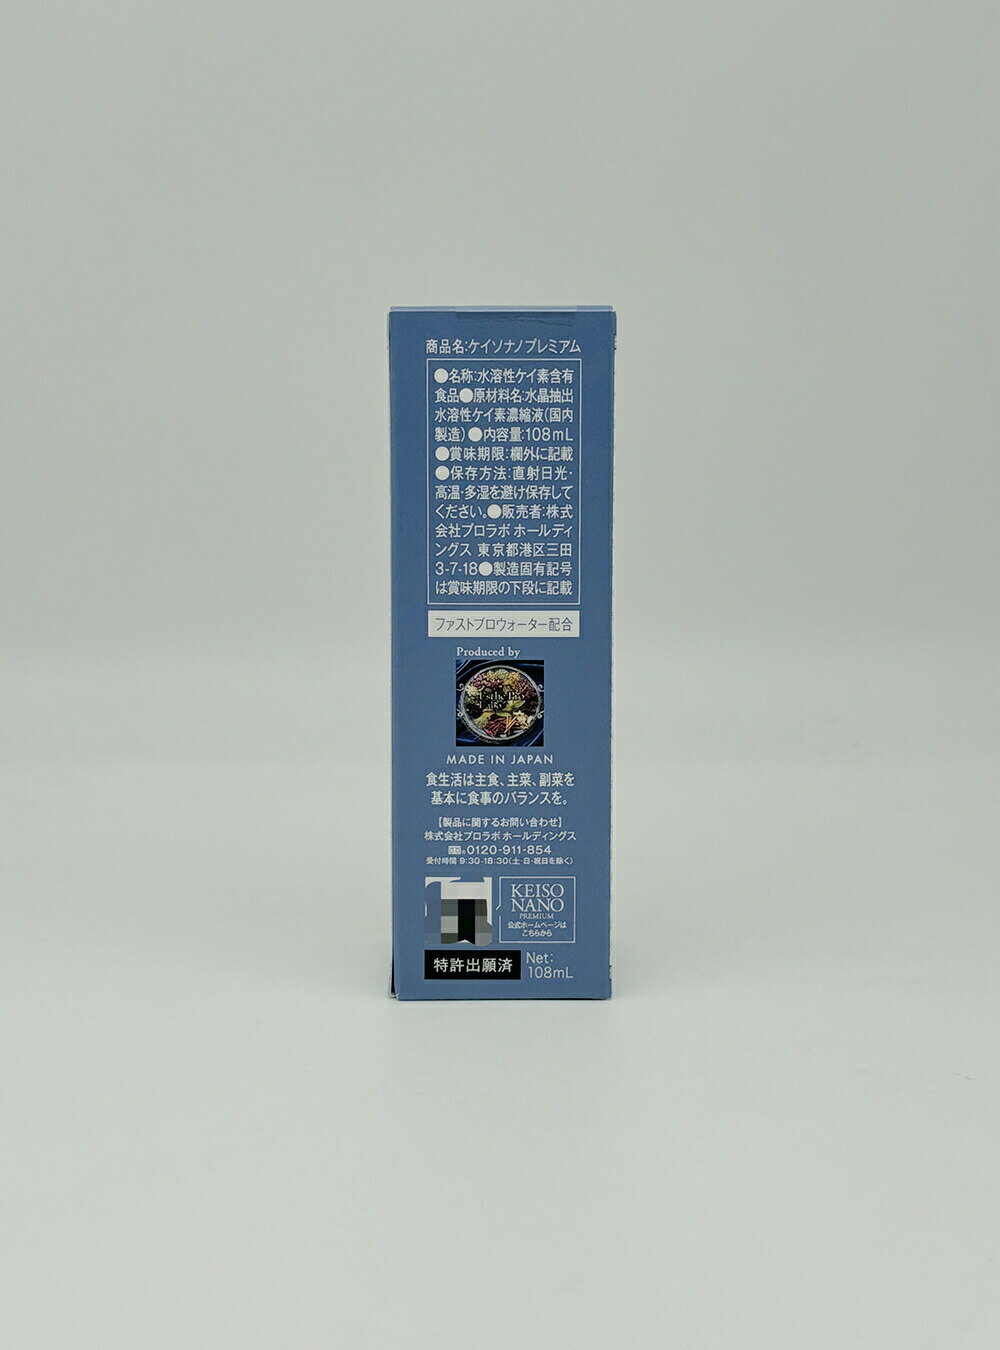 商品名:ケイソナノプレミアム
●名称:水溶性ケイ素含有
食品●原材料名:水晶抽出
水溶性ケイ素濃縮液(国内
製造)●内容量:108mL
●賞味期限:欄外に記載
●保存方法:直射日光・
高温・多湿を避け保存して
ください。●販売者:株式
会社プロラボ ホールディ
ングス 東京都港区三田
3-7-18●製造固有記号
は賞味期限の下段に記載
ファストプロウォーター配合
Produced by
Esthe Pro
Labo
MADE IN JAPAN
食生活は主食、主菜、副菜を
基本に食事のバランスを。
【製品に関するお問い合わせ】
株式会社プロラボ ホールディングス
0120-911-854
受付時間 9:30-18:30(土・日・祝日を除く)
KEISO
NANO
PREMIUM
公式ホームページは
こちらから
特許出願済
Net:
108mL